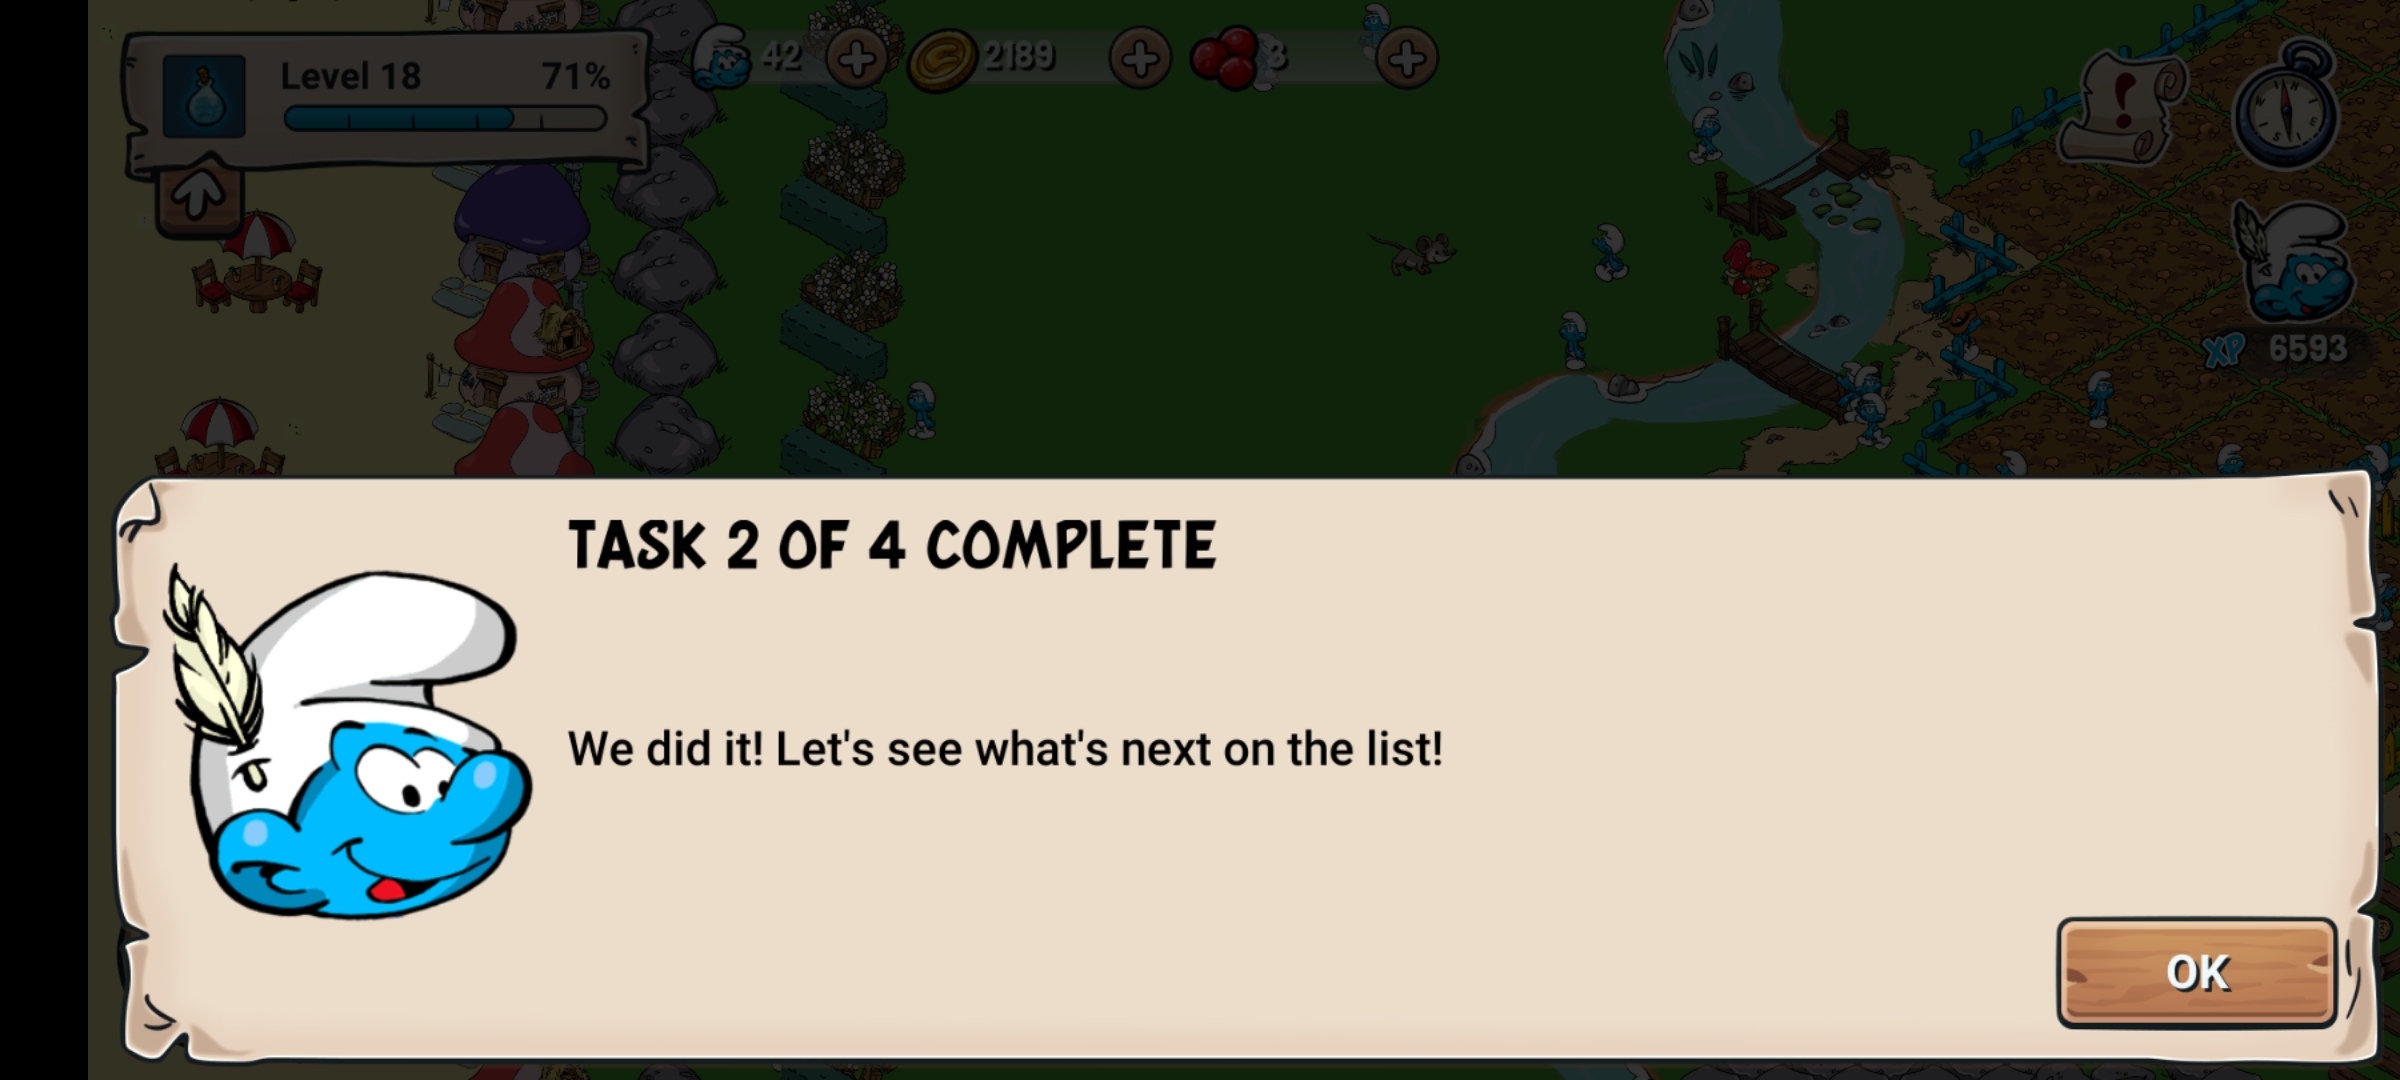 Level 18 71%
42
2189
3
XP 6593
TASK 2 OF 4 COMPLETE
We did it! Let's see what's next on the list!
OK